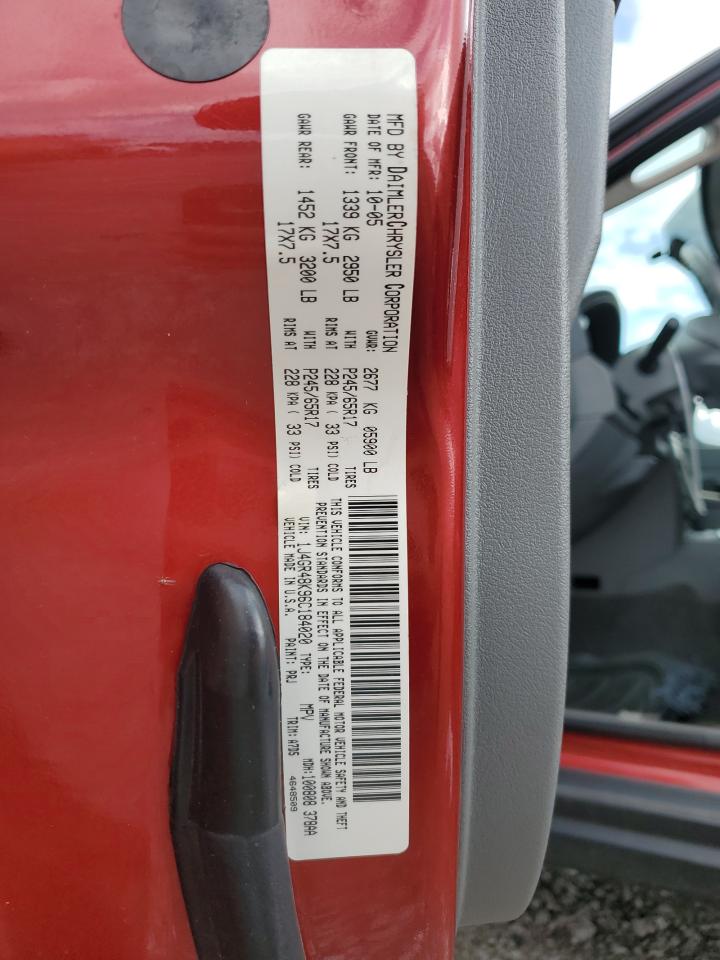 MFD BY DAIMLERCHRYSLER CORPORATION
DATE OF MFR: 10-05 GVWR: 2677 KG 05900 LB
GAWR FRONT: 1339 KG 2950 LB WITH P245/65R17 TIRES
17X7.5 RIMS AT 228 KPA ( 33 PSI) COLD
GAWR REAR: 1452 KG 3200 LB WITH P245/65R17 TIRES
17X7.5 RIMS AT 228 KPA ( 33 PSI) COLD
THIS VEHICLE CONFORMS TO ALL APPLICABLE FEDERAL MOTOR VEHICLE SAFETY AND THEFT
PREVENTION STANDARDS IN EFFECT ON THE DATE OF MANUFACTURE SHOWN ABOVE.
VIN: 1J4GR48K96C184020 TYPE: MPV MDH: 100808 378AA
VEHICLE MADE IN U.S.A. PAINT: PRJ TRIM: A7D5 4648509